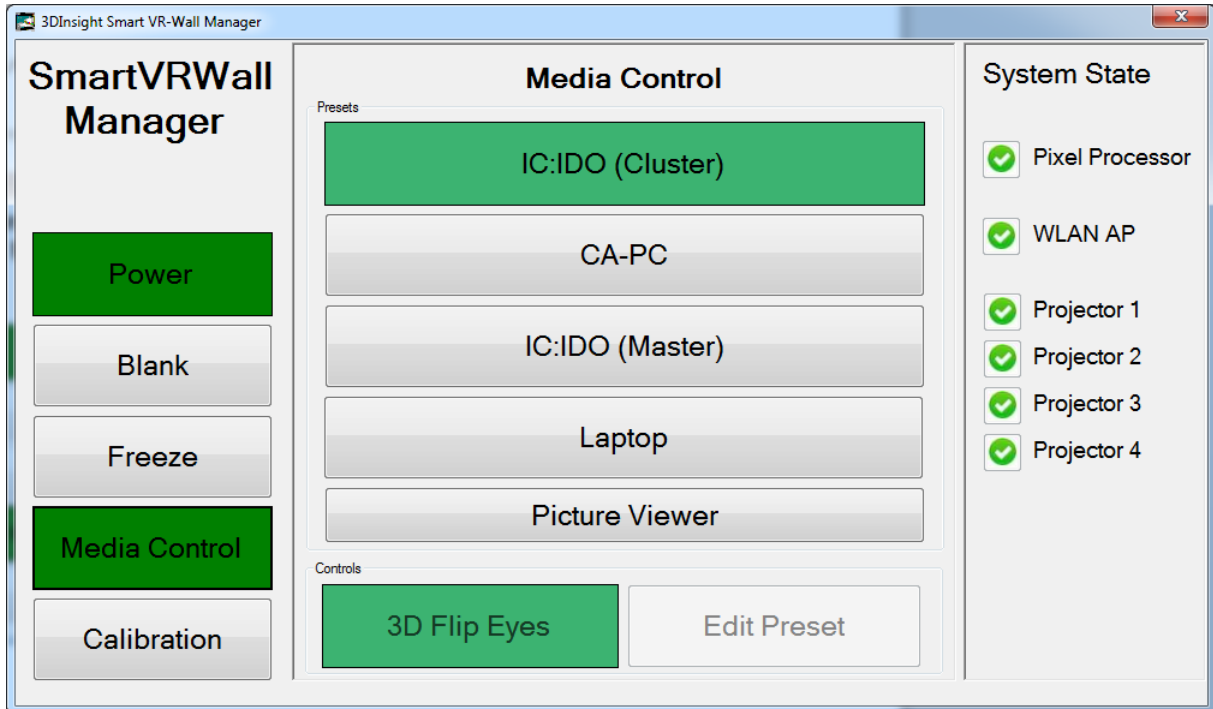 3DInsight Smart VR-Wall Manager
SmartVRWall
Manager
Power
Blank
Freeze
Media Control
Calibration
Media Control
Presets
IC:IDO (Cluster)
CA-PC
IC:IDO (Master)
Laptop
Picture Viewer
Controls
3D Flip Eyes
Edit Preset
System State
Pixel Processor
WLAN AP
Projector 1
Projector 2
Projector 3
Projector 4